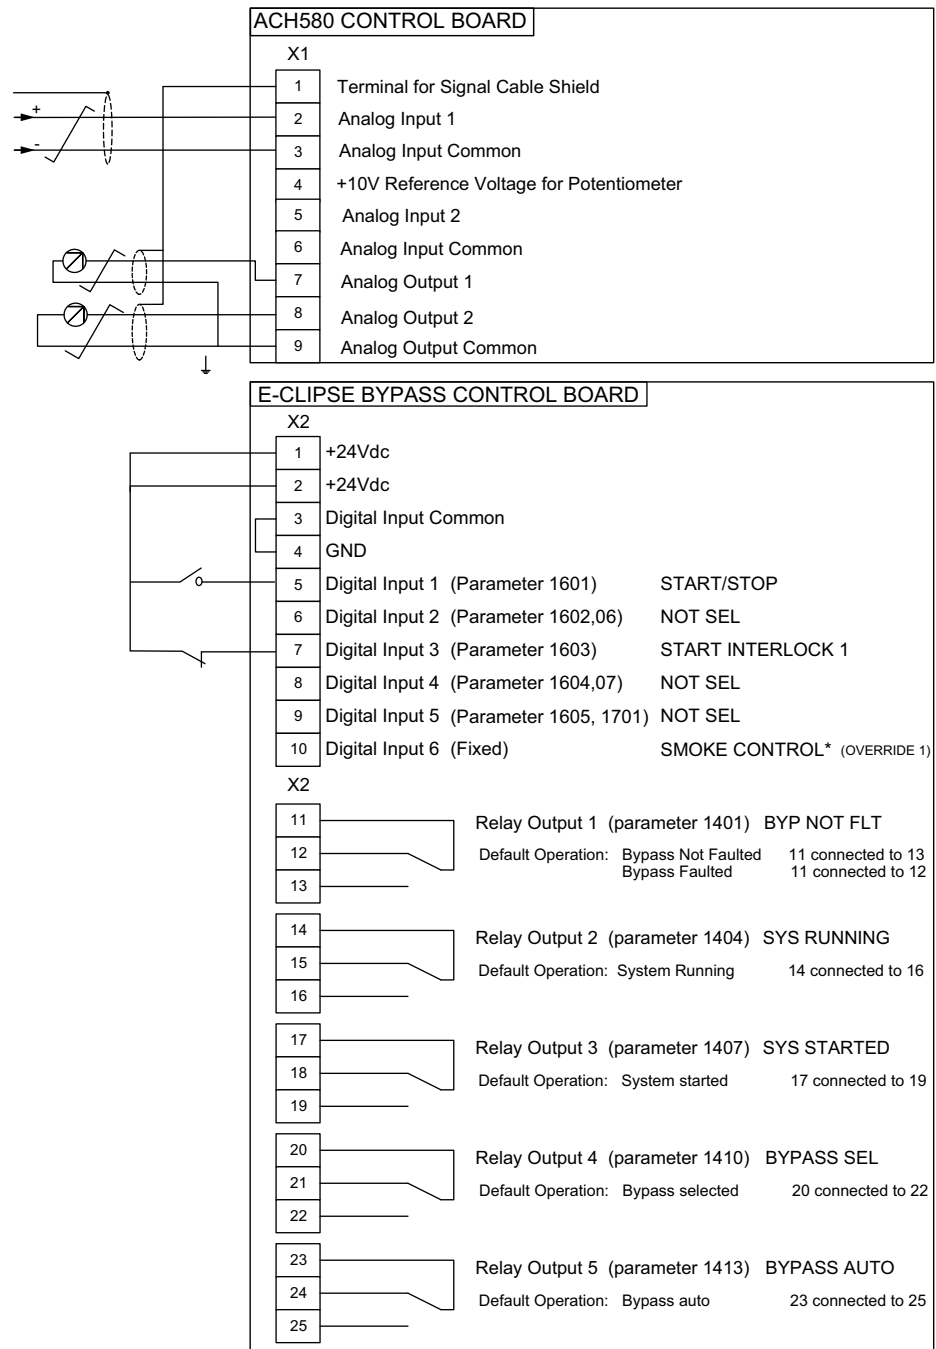 ACH580 CONTROL BOARD
X1
1 Terminal for Signal Cable Shield
+ 2 Analog Input 1
- 3 Analog Input Common
4 +10V Reference Voltage for Potentiometer
5 Analog Input 2
6 Analog Input Common
7 Analog Output 1
8 Analog Output 2
9 Analog Output Common
E-CLIPSE BYPASS CONTROL BOARD
X2
1 +24Vdc
2 +24Vdc
3 Digital Input Common
4 GND
5 Digital Input 1 (Parameter 1601) START/STOP
6 Digital Input 2 (Parameter 1602,06) NOT SEL
7 Digital Input 3 (Parameter 1603) START INTERLOCK 1
8 Digital Input 4 (Parameter 1604,07) NOT SEL
9 Digital Input 5 (Parameter 1605, 1701) NOT SEL
10 Digital Input 6 (Fixed) SMOKE CONTROL* (OVERRIDE 1)
X2
11 Relay Output 1 (parameter 1401) BYP NOT FLT
12 Default Operation: Bypass Not Faulted 11 connected to 13
Bypass Faulted 11 connected to 12
13
14 Relay Output 2 (parameter 1404) SYS RUNNING
15 Default Operation: System Running 14 connected to 16
16
17 Relay Output 3 (parameter 1407) SYS STARTED
18 Default Operation: System started 17 connected to 19
19
20 Relay Output 4 (parameter 1410) BYPASS SEL
21 Default Operation: Bypass selected 20 connected to 22
22
23 Relay Output 5 (parameter 1413) BYPASS AUTO
24 Default Operation: Bypass auto 23 connected to 25
25